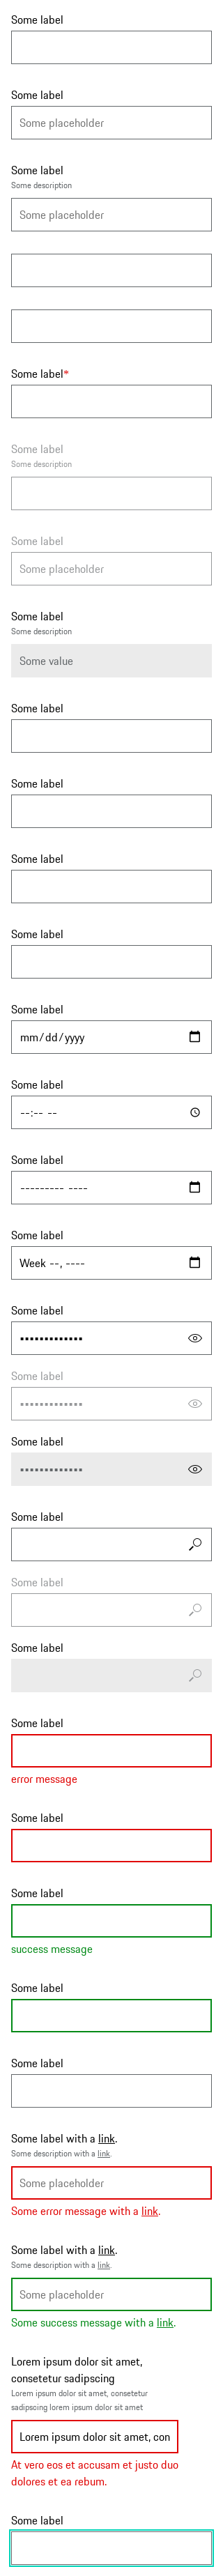 Some label
Some label
Some placeholder
Some label
Some description
Some placeholder
Some label*
Some label
Some description
Some label
Some placeholder
Some label
Some description
Some value
Some label
Some label
Some label
Some label
Some label
mm/dd/yyyy
Some label
--:-- --
Some label
--------- ----
Some label
Week --, ----
Some label
•••••••••••••
Some label
•••••••••••••
Some label
•••••••••••••
Some label
Some label
Some label
Some label
error message
Some label
Some label
success message
Some label
Some label
Some label with a link.
Some description with a link.
Some placeholder
Some error message with a link.
Some label with a link.
Some description with a link.
Some placeholder
Some success message with a link.
Lorem ipsum dolor sit amet,
consetetur sadipscing
Lorem ipsum dolor sit amet, consetetur
sadipscing lorem ipsum dolor sit amet
Lorem ipsum dolor sit amet, con
At vero eos et accusam et justo duo
dolores et ea rebum.
Some label